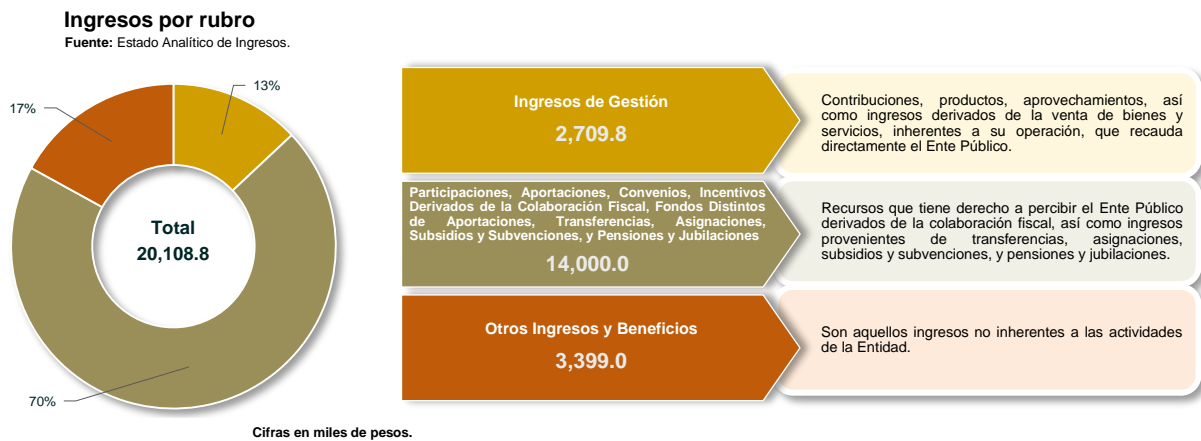 Ingresos por rubro
Fuente: Estado Analítico de Ingresos.
13%
17%
70%
Total
20,108.8
Ingresos de Gestión
2,709.8
Contribuciones, productos, aprovechamientos, así
como ingresos derivados de la venta de bienes y
servicios, inherentes a su operación, que recauda
directamente el Ente Público.
Participaciones, Aportaciones, Convenios, Incentivos
Derivados de la Colaboración Fiscal, Fondos Distintos
de Aportaciones, Transferencias, Asignaciones,
Subsidios y Subvenciones, y Pensiones y Jubilaciones
14,000.0
Recursos que tiene derecho a percibir el Ente Público
derivados de la colaboración fiscal, así como ingresos
provenientes de transferencias, asignaciones,
subsidios y subvenciones, y pensiones y jubilaciones.
Otros Ingresos y Beneficios
3,399.0
Son aquellos ingresos no inherentes a las actividades
de la Entidad.
Cifras en miles de pesos.